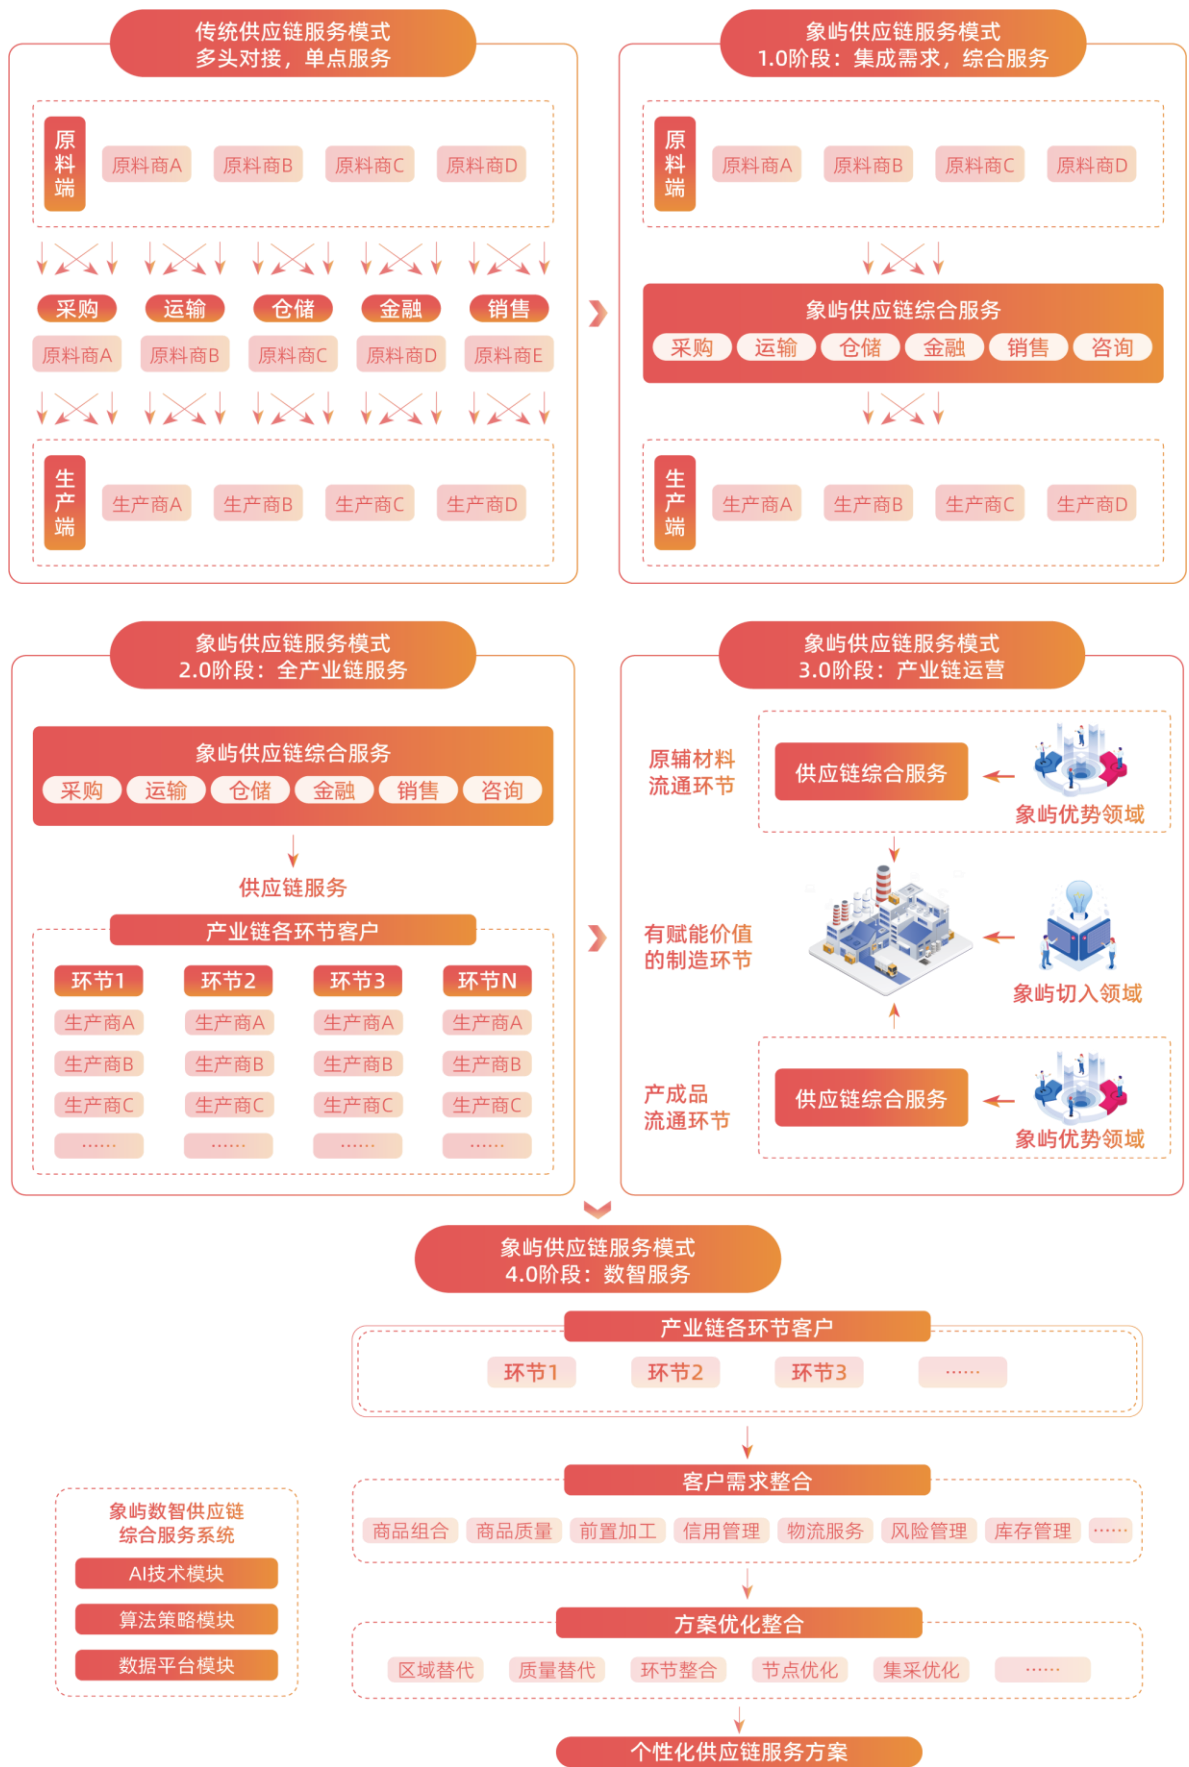 传统供应链服务模式
多头对接，单点服务
原料端
原料商A 原料商B 原料商C 原料商D
采购 运输 仓储 金融 销售
原料商A 原料商B 原料商C 原料商D 原料商E
生产端
生产商A 生产商B 生产商C 生产商D
象屿供应链服务模式
1.0阶段：集成需求，综合服务
原料端
原料商A 原料商B 原料商C 原料商D
象屿供应链综合服务
采购 运输 仓储 金融 销售 咨询
生产端
生产商A 生产商B 生产商C 生产商D
象屿供应链服务模式
2.0阶段：全产业链服务
象屿供应链综合服务
采购 运输 仓储 金融 销售 咨询
供应链服务
产业链各环节客户
环节1 环节2 环节3 环节N
生产商A 生产商A 生产商A 生产商A
生产商B 生产商B 生产商B 生产商B
生产商C 生产商C 生产商C 生产商C
…… …… …… ……
象屿供应链服务模式
3.0阶段：产业链运营
原辅材料
流通环节
供应链综合服务
象屿优势领域
有赋能价值
的制造环节
象屿切入领域
产成品
流通环节
供应链综合服务
象屿优势领域
象屿供应链服务模式
4.0阶段：数智服务
产业链各环节客户
环节1 环节2 环节3 ……
客户需求整合
商品组合 商品质量 前置加工 信用管理 物流服务 风险管理 库存管理 ……
方案优化整合
区域替代 质量替代 环节整合 节点优化 集采优化 ……
个性化供应链服务方案
象屿数智供应链
综合服务系统
AI技术模块
算法策略模块
数据平台模块